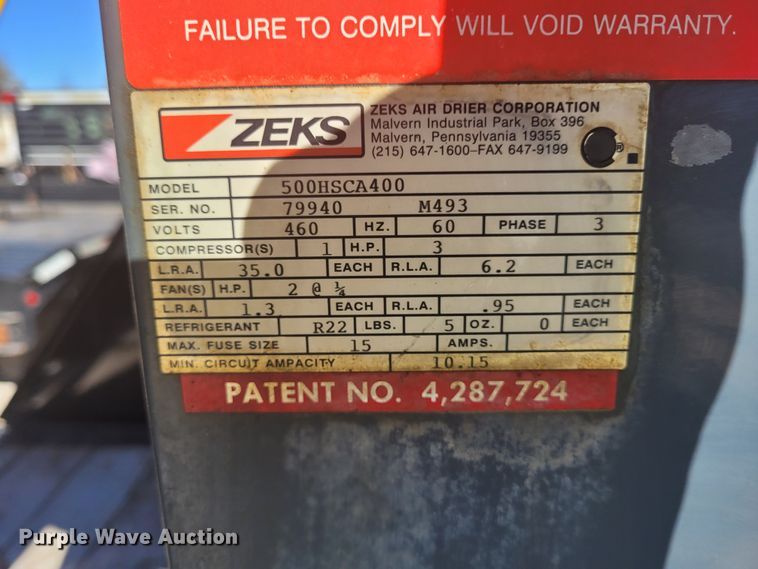 FAILURE TO COMPLY WILL VOID WARRANTY.
ZEKS
ZEKS AIR DRIER CORPORATION
Malvern Industrial Park, Box 396
Malvern, Pennsylvania 19355
(215) 647-1600–FAX 647-9199
®
MODEL 500HSCA400
SER. NO. 79940 M493
VOLTS 460 HZ. 60 PHASE 3
COMPRESSOR(S) 1 H.P. 3
L.R.A. 35.0 EACH R.L.A. 6.2 EACH
FAN(S) H.P. 2 @ ¼
L.R.A. 1.3 EACH R.L.A. .95 EACH
REFRIGERANT R22 LBS. 5 OZ. 0 EACH
MAX. FUSE SIZE 15 AMPS.
MIN. CIRCUIT AMPACITY 10.15
PATENT NO. 4,287,724
Purple Wave Auction